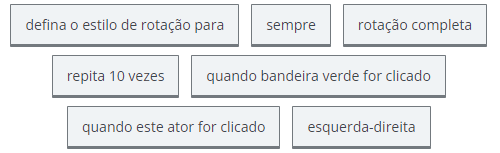 defina o estilo de rotação para
sempre
rotação completa
repita 10 vezes
quando bandeira verde for clicado
quando este ator for clicado
esquerda-direita